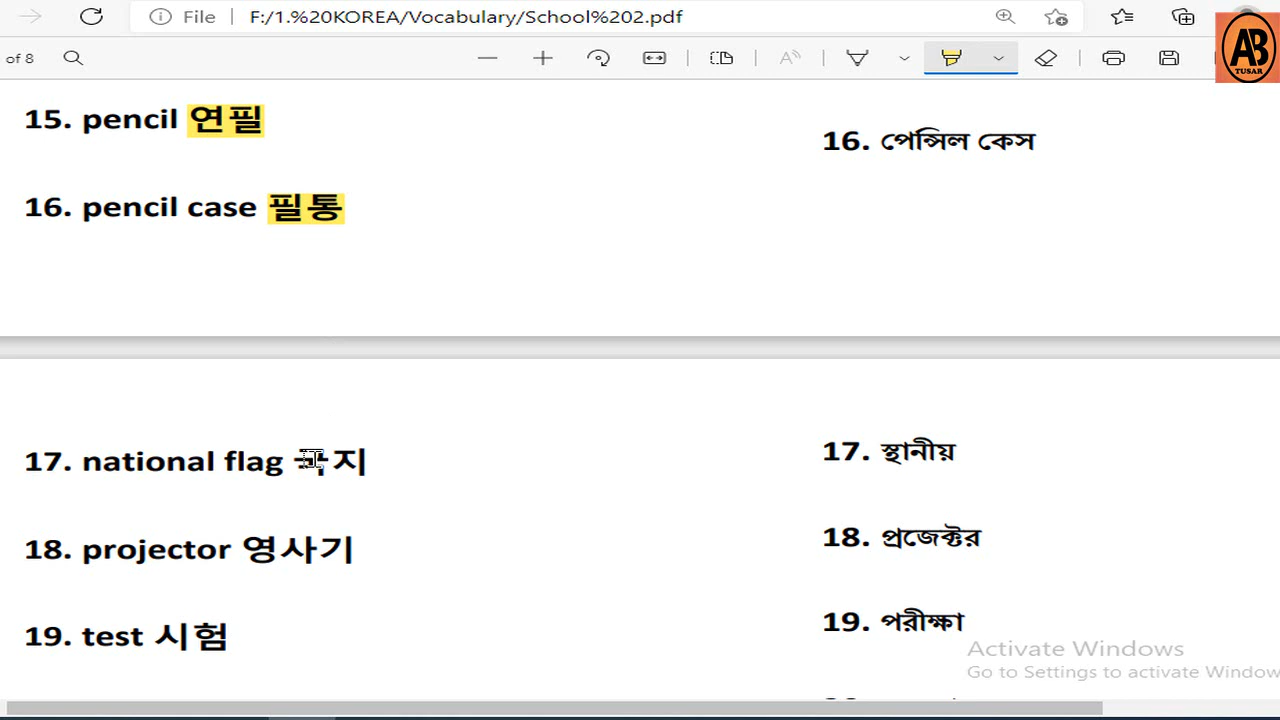 File F:/1.%20KOREA/Vocabulary/School%202.pdf
AB
TUSAR
of 8
15. pencil 연필
16. পেন্সিল কেস
16. pencil case 필통
17. national flag
17. স্থানীয়
18. projector 영사기
18. প্রজেক্টর
19. test 시험
19. পরীক্ষা
Activate Windows
Go to Settings to activate Window